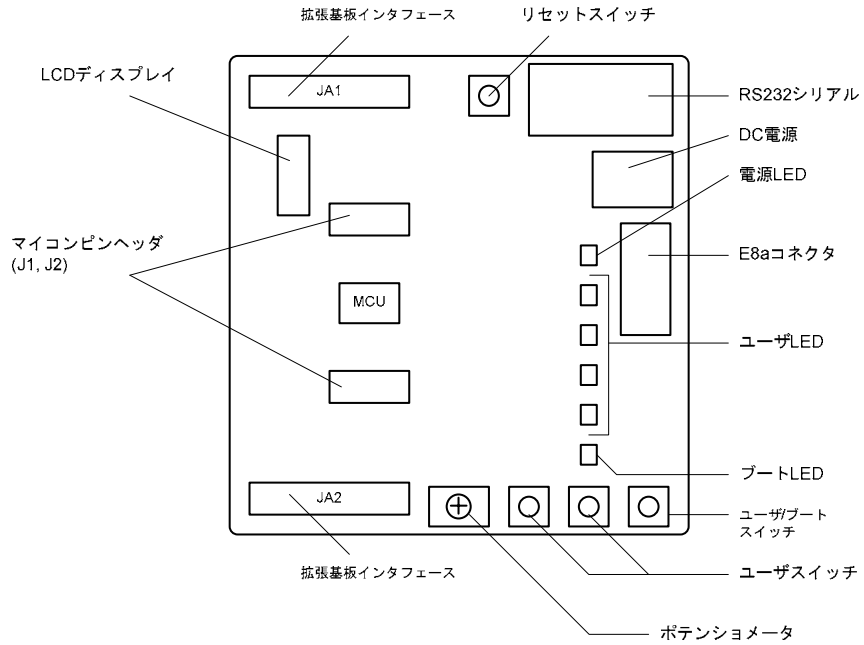 拡張基板インタフェース
リセットスイッチ
LCDディスプレイ
JA1
RS232シリアル
DC電源
電源LED
マイコンピンヘッダ
(J1, J2)
E8aコネクタ
MCU
ユーザLED
ブートLED
JA2
ユーザ/ブート
スイッチ
拡張基板インタフェース
ユーザスイッチ
ポテンショメータ